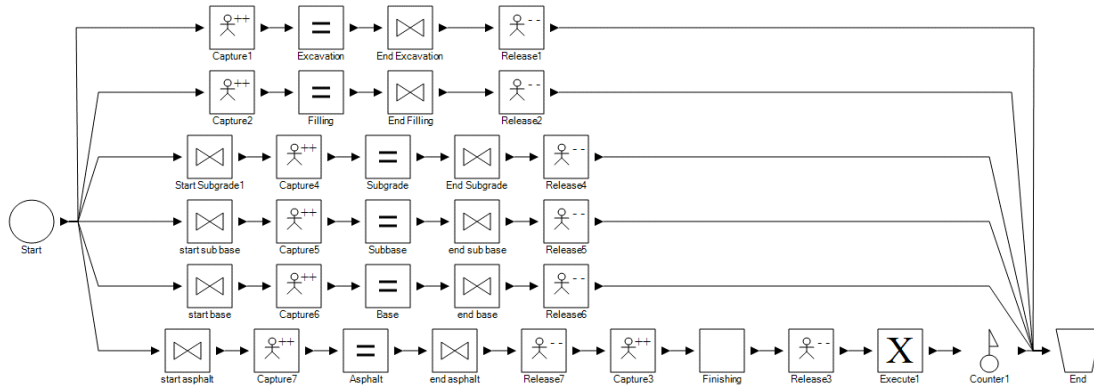 ++ ++ - -
Capture1 Excavation End Excavation Release1
++ - -
Capture2 Filling End Filling Release2
++ - -
Start Subgrade1 Capture4 Subgrade End Subgrade Release4
++ - -
Start start sub base Capture5 Subbase end sub base Release5
++ - -
start base Capture6 Base end base Release6
++ - - ++ - - X
start asphalt Capture7 Asphalt end asphalt Release7 Capture3 Finishing Release3 Execute1 Counter1 End